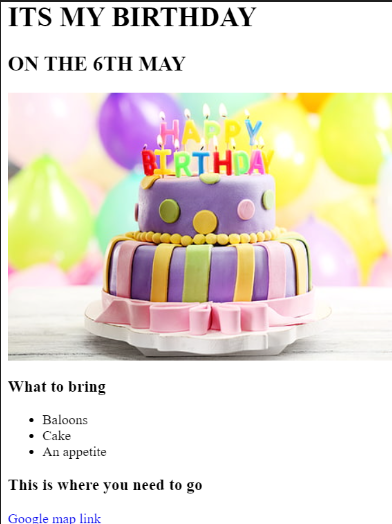 ITS MY BIRTHDAY
ON THE 6TH MAY
HAPPY
BIRTHDAY
What to bring
Baloons
Cake
An appetite
This is where you need to go
Google map link